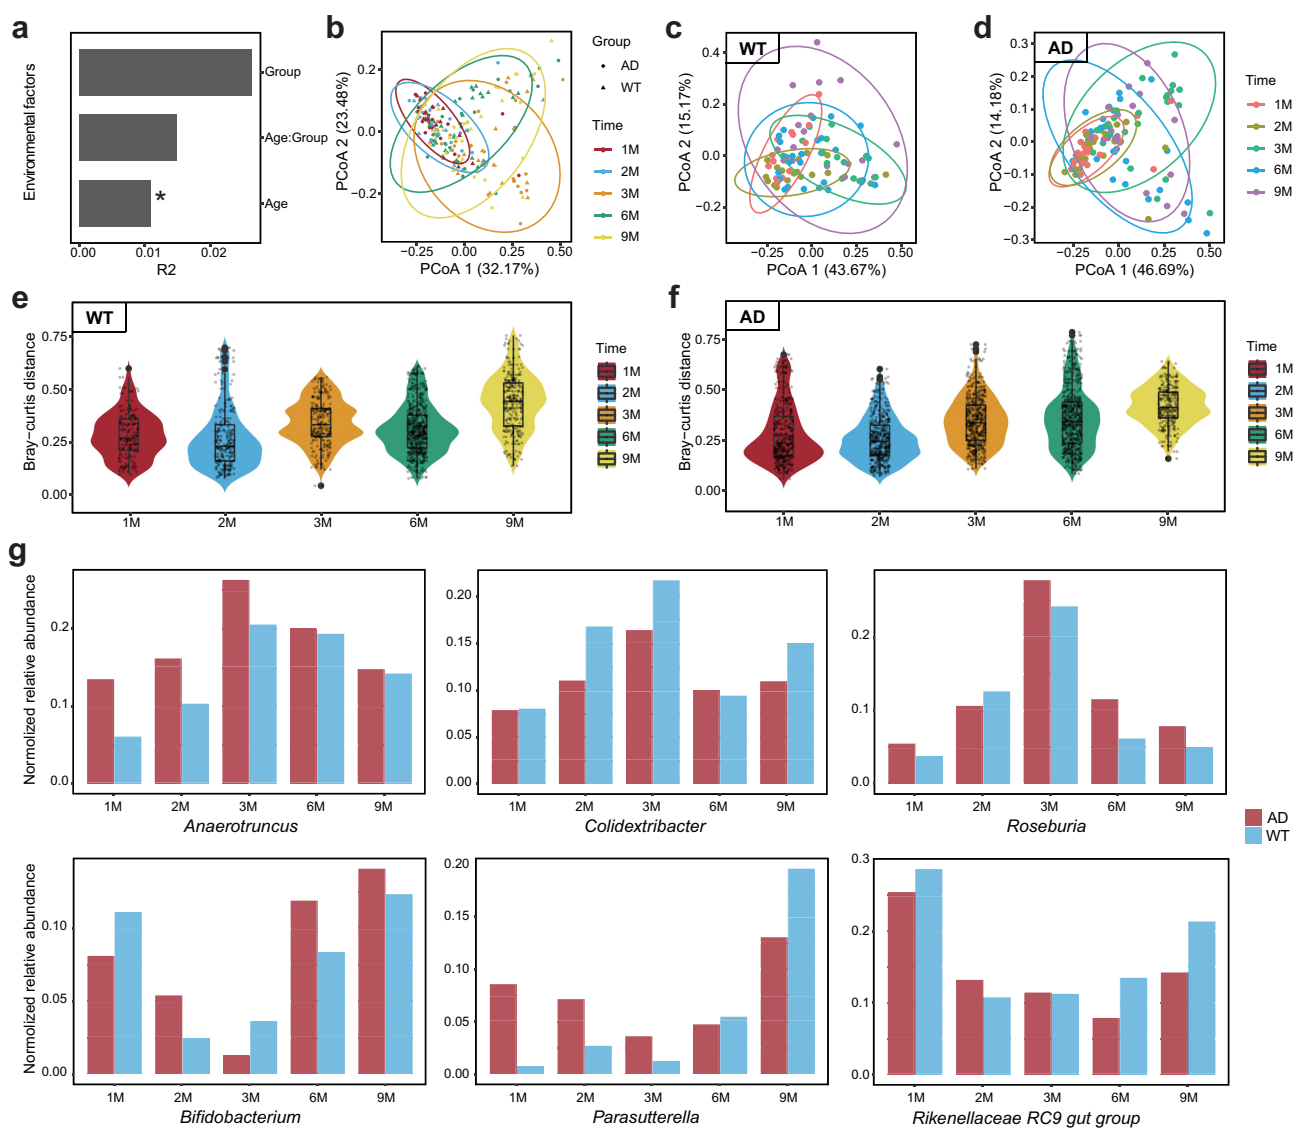 a
Environmental factors
Group
Age:Group
Age
*
0.00
0.01
0.02
R2
b
PCoA 2 (23.48%)
0.2
0.0
−0.2
−0.25
0.00
0.25
0.50
PCoA 1 (32.17%)
Group
AD
WT
Time
1M
2M
3M
6M
9M
c
WT
PCoA 2 (15.17%)
0.4
0.2
0.0
−0.2
−0.25
0.00
0.25
0.50
PCoA 1 (43.67%)
d
AD
PCoA 2 (14.18%)
0.3
0.2
0.1
0.0
−0.1
−0.2
−0.3
−0.25
0.00
0.25
0.50
PCoA 1 (46.69%)
Time
1M
2M
3M
6M
9M
e
WT
Bray−curtis distance
0.75
0.50
0.25
0.00
1M
2M
3M
6M
9M
Time
1M
2M
3M
6M
9M
f
AD
Bray−curtis distance
0.75
0.50
0.25
0.00
1M
2M
3M
6M
9M
Time
1M
2M
3M
6M
9M
g
Normolized relative abundance
0.2
0.1
0.0
1M
2M
3M
6M
9M
Anaerotruncus
0.20
0.15
0.10
0.05
0.00
1M
2M
3M
6M
9M
Colidextribacter
0.2
0.1
0.0
1M
2M
3M
6M
9M
Roseburia
AD
WT
Normolized relative abundance
0.10
0.05
0.00
1M
2M
3M
6M
9M
Bifidobacterium
0.20
0.15
0.10
0.05
0.00
1M
2M
3M
6M
9M
Parasutterella
0.3
0.2
0.1
0.0
1M
2M
3M
6M
9M
Rikenellaceae RC9 gut group